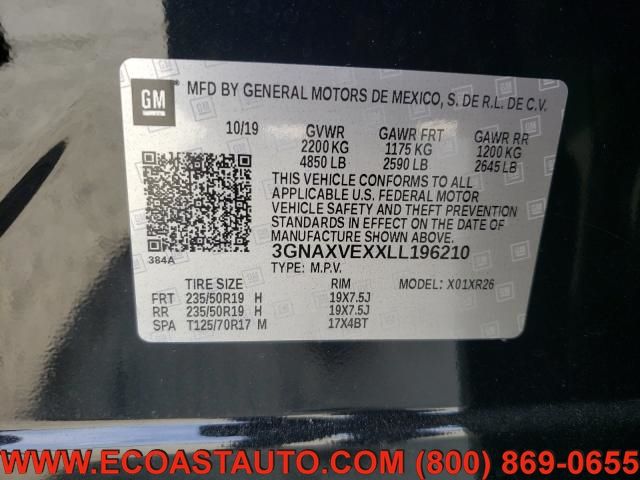 GM
MFD BY GENERAL MOTORS DE MEXICO, S. DE R.L. DE C.V.
10/19 GVWR GAWR FRT GAWR RR
2200 KG 1175 KG 1200 KG
4850 LB 2590 LB 2645 LB
THIS VEHICLE CONFORMS TO ALL
APPLICABLE U.S. FEDERAL MOTOR
VEHICLE SAFETY AND THEFT PREVENTION
STANDARDS IN EFFECT ON THE DATE OF
MANUFACTURE SHOWN ABOVE.
384A
3GNAXVEXXLL196210
TYPE: M.P.V. MODEL: X01XR26
TIRE SIZE RIM
FRT 235/50R19 H 19X7.5J
RR 235/50R19 H 19X7.5J
SPA T125/70R17 M 17X4BT
WWW.ECOASTAUTO.COM (800) 869-0655